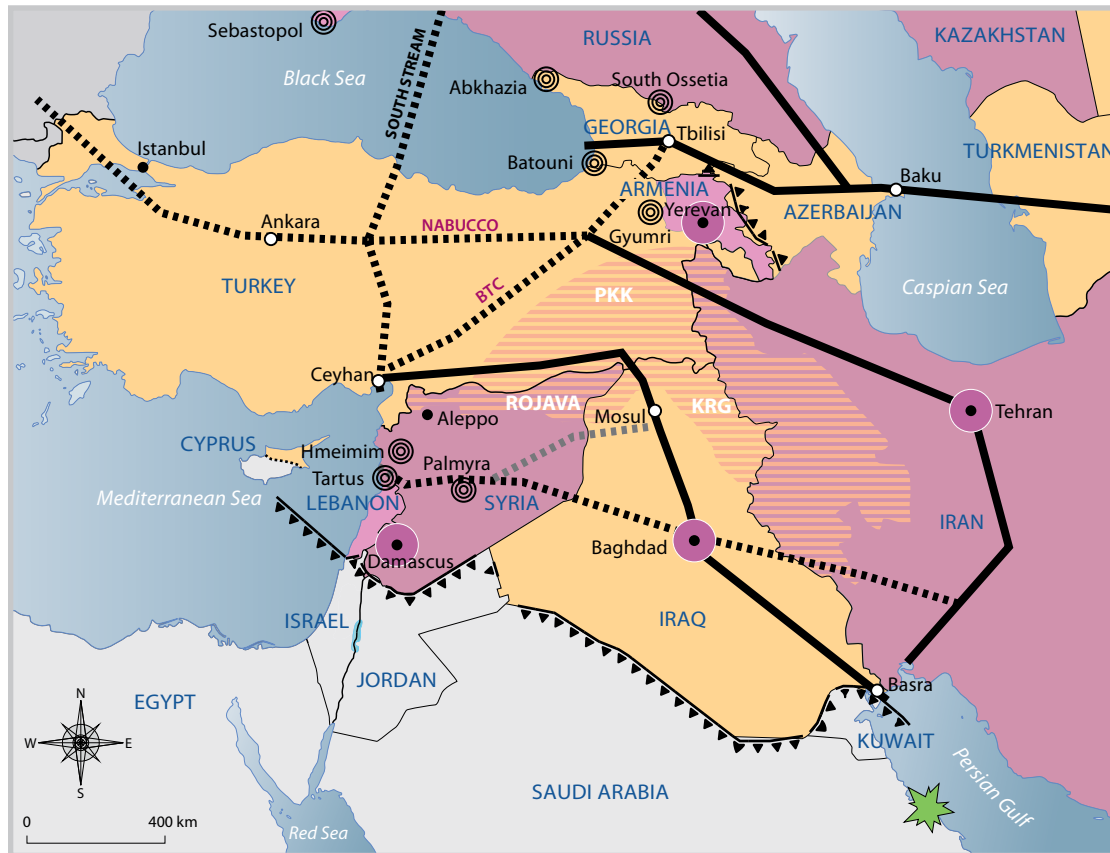 Sebastopol
RUSSIA
KAZAKHSTAN
Black Sea
SOUTH STREAM
Abkhazia
South Ossetia
GEORGIA
Tbilisi
Istanbul
Batouni
TURKMENISTAN
ARMENIA
Baku
Yerevan
AZERBAIJAN
Ankara
NABUCCO
Gyumri
TURKEY
BTC
PKK
Caspian Sea
Ceyhan
ROJAVA
KRG
Aleppo
Mosul
Tehran
CYPRUS
Hmeimim
Palmyra
Tartus
Mediterranean Sea
LEBANON
SYRIA
IRAN
Baghdad
Damascus
ISRAEL
IRAQ
JORDAN
Basra
EGYPT
N
W
E
S
KUWAIT
Persian Gulf
SAUDI ARABIA
0
400 km
Red Sea